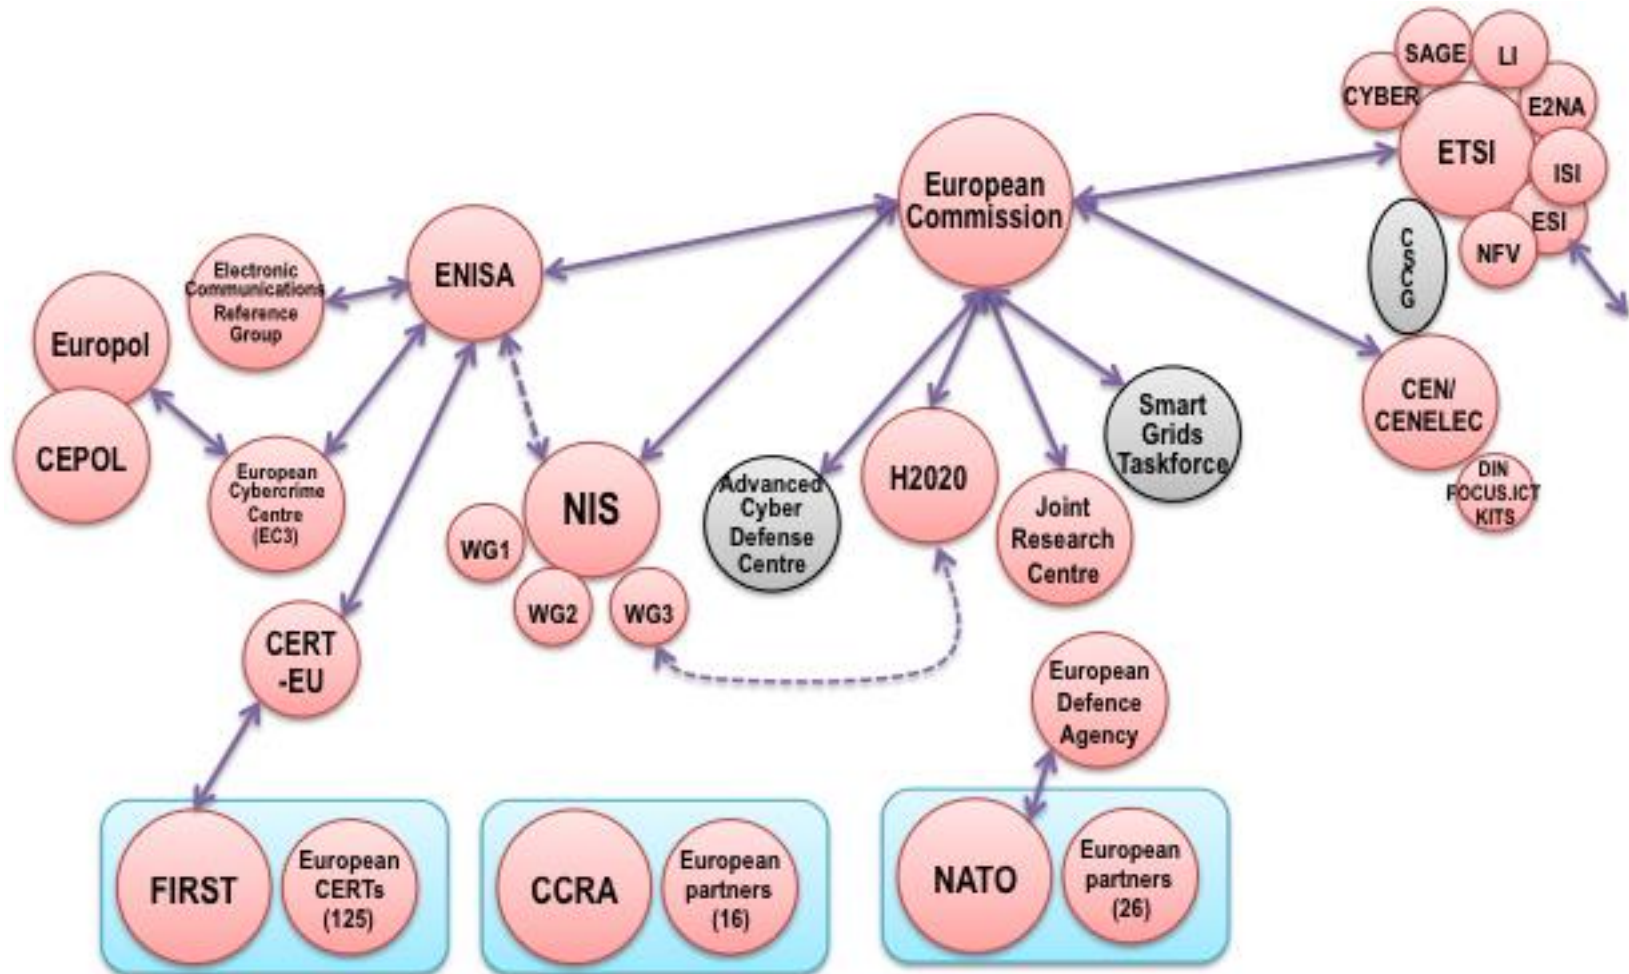 SAGE
LI
CYBER
E2NA
ETSI
ISI
ESI
NFV
C
S
C
G
European
Commission
ENISA
Electronic
Communications
Reference
Group
Europol
CEPOL
European
Cybercrime
Centre
(EC3)
NIS
WG1
WG2
WG3
Advanced
Cyber
Defense
Centre
H2020
Joint
Research
Centre
Smart
Grids
Taskforce
CEN/
CENELEC
DIN
FOCUS.ICT
KITS
CERT
-EU
European
Defence
Agency
FIRST
European
CERTs
(125)
CCRA
European
partners
(16)
NATO
European
partners
(26)